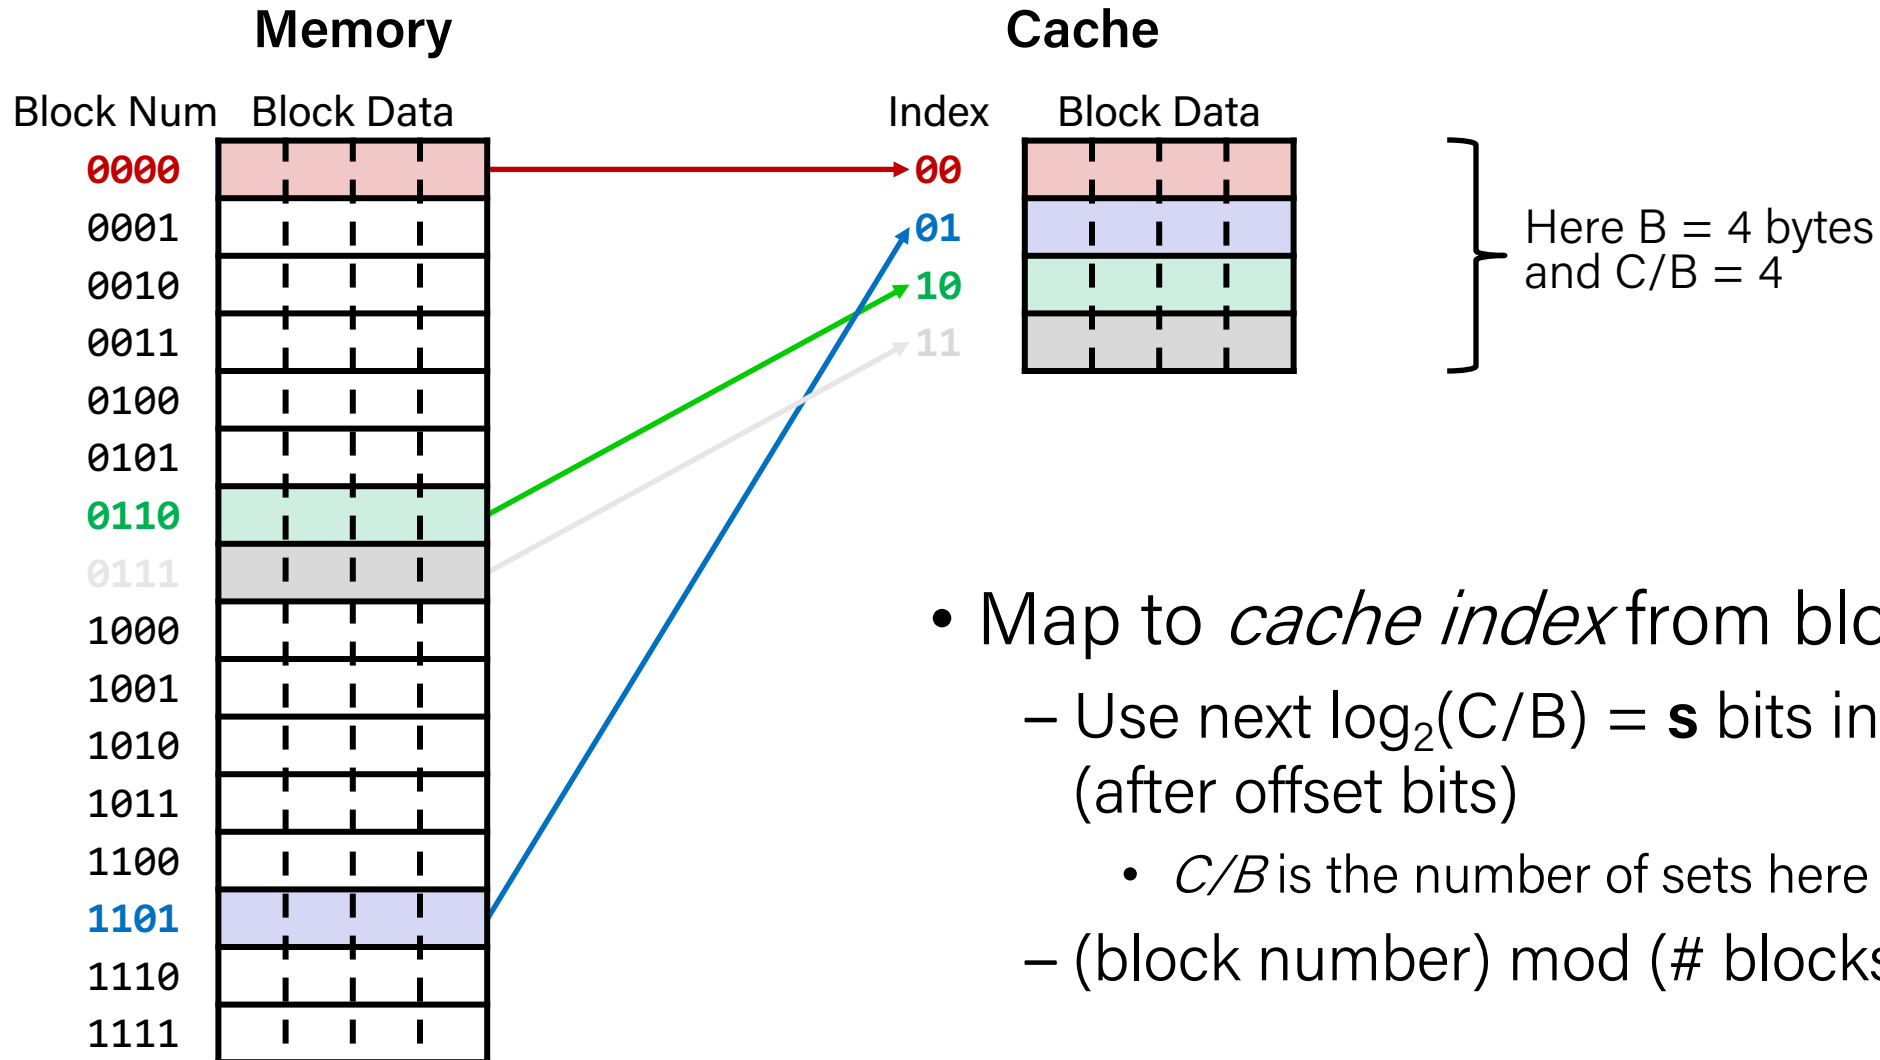 Memory Cache
Block Num Block Data Index Block Data
0000 00
0001 01
0010 10
0011 11
Here B = 4 bytes
and C/B = 4
0100
0101
0110
0111
1000
1001
1010
1011
1100
1101
1110
1111
• Map to cache index from
– Use next log₂(C/B) = s bits in
(after offset bits)
• C/B is the number of sets here
– (block number) mod (# blocks